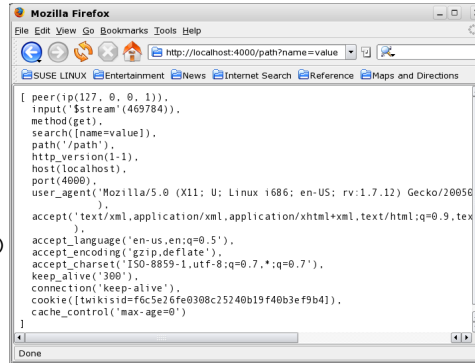 Mozilla Firefox
File Edit View Go Bookmarks Tools Help
http://localhost:4000/path?name=value
SUSE LINUX Entertainment News Internet Search Reference Maps and Directions
[ peer(ip(127, 0, 0, 1)),
input('$stream'(469784)),
method(get),
search([name=value]),
path('/path'),
http_version(1-1),
host(localhost),
port(4000),
user_agent('Mozilla/5.0 (X11; U; Linux i686; en-US; rv:1.7.12) Gecko/20050
),
accept('text/xml,application/xml,application/xhtml+xml,text/html;q=0.9,tex
),
accept_language('en-us,en;q=0.5'),
accept_encoding('gzip,deflate'),
accept_charset('ISO-8859-1,utf-8;q=0.7,*;q=0.7'),
keep_alive('300'),
connection('keep-alive'),
cookie([twikisid=f6c5e26fe0308c25240b19f40b3ef9b4]),
cache_control('max-age=0')
]
Done